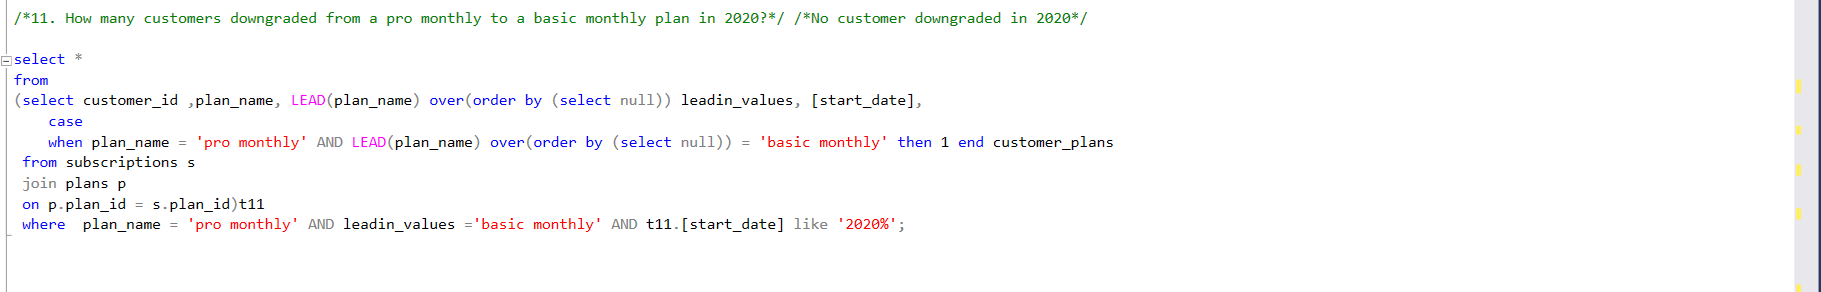 /*11. How many customers downgraded from a pro monthly to a basic monthly plan in 2020?*/ /*No customer downgraded in 2020*/
select *
from
(select customer_id ,plan_name, LEAD(plan_name) over(order by (select null)) leadin_values, [start_date],
case
when plan_name = 'pro monthly' AND LEAD(plan_name) over(order by (select null)) = 'basic monthly' then 1 end customer_plans
from subscriptions s
join plans p
on p.plan_id = s.plan_id)t11
where  plan_name = 'pro monthly' AND leadin_values ='basic monthly' AND t11.[start_date] like '2020%';